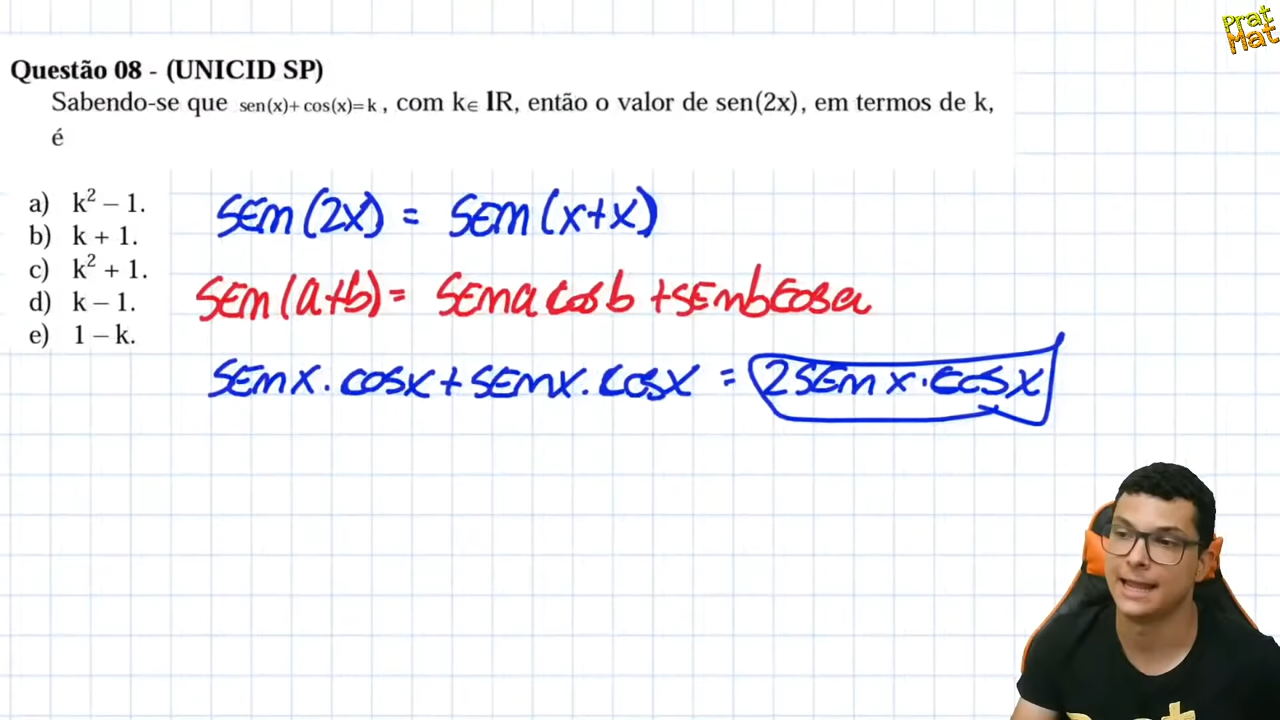 Prat
Mat
Questão 08 - (UNICID SP)
Sabendo-se que sen(x)+ cos(x)=k , com k∈ IR, então o valor de sen(2x), em termos de k,
é
a) k² – 1.
b) k + 1.
c) k² + 1.
d) k – 1.
e) 1 – k.
SEN(2x) = SEN(x+x)
SEN(a+b) = SENa cosb + SENb cosa
SENx . cosx + SENx . cosx = 2SENx . cosx